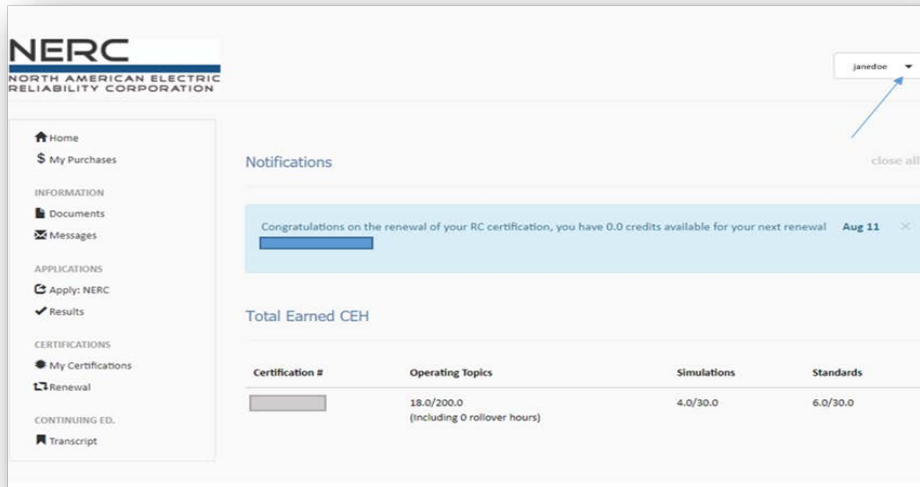 NERC
NORTH AMERICAN ELECTRIC
RELIABILITY CORPORATION
janedoe
Home
My Purchases
INFORMATION
Documents
Messages
APPLICATIONS
Apply: NERC
Results
CERTIFICATIONS
My Certifications
Renewal
CONTINUING ED.
Transcript
Notifications
close all
Congratulations on the renewal of your RC certification, you have 0.0 credits available for your next renewal Aug 11
Total Earned CEH
Certification # Operating Topics Simulations Standards
18.0/200.0 4.0/30.0 6.0/30.0
(Including 0 rollover hours)